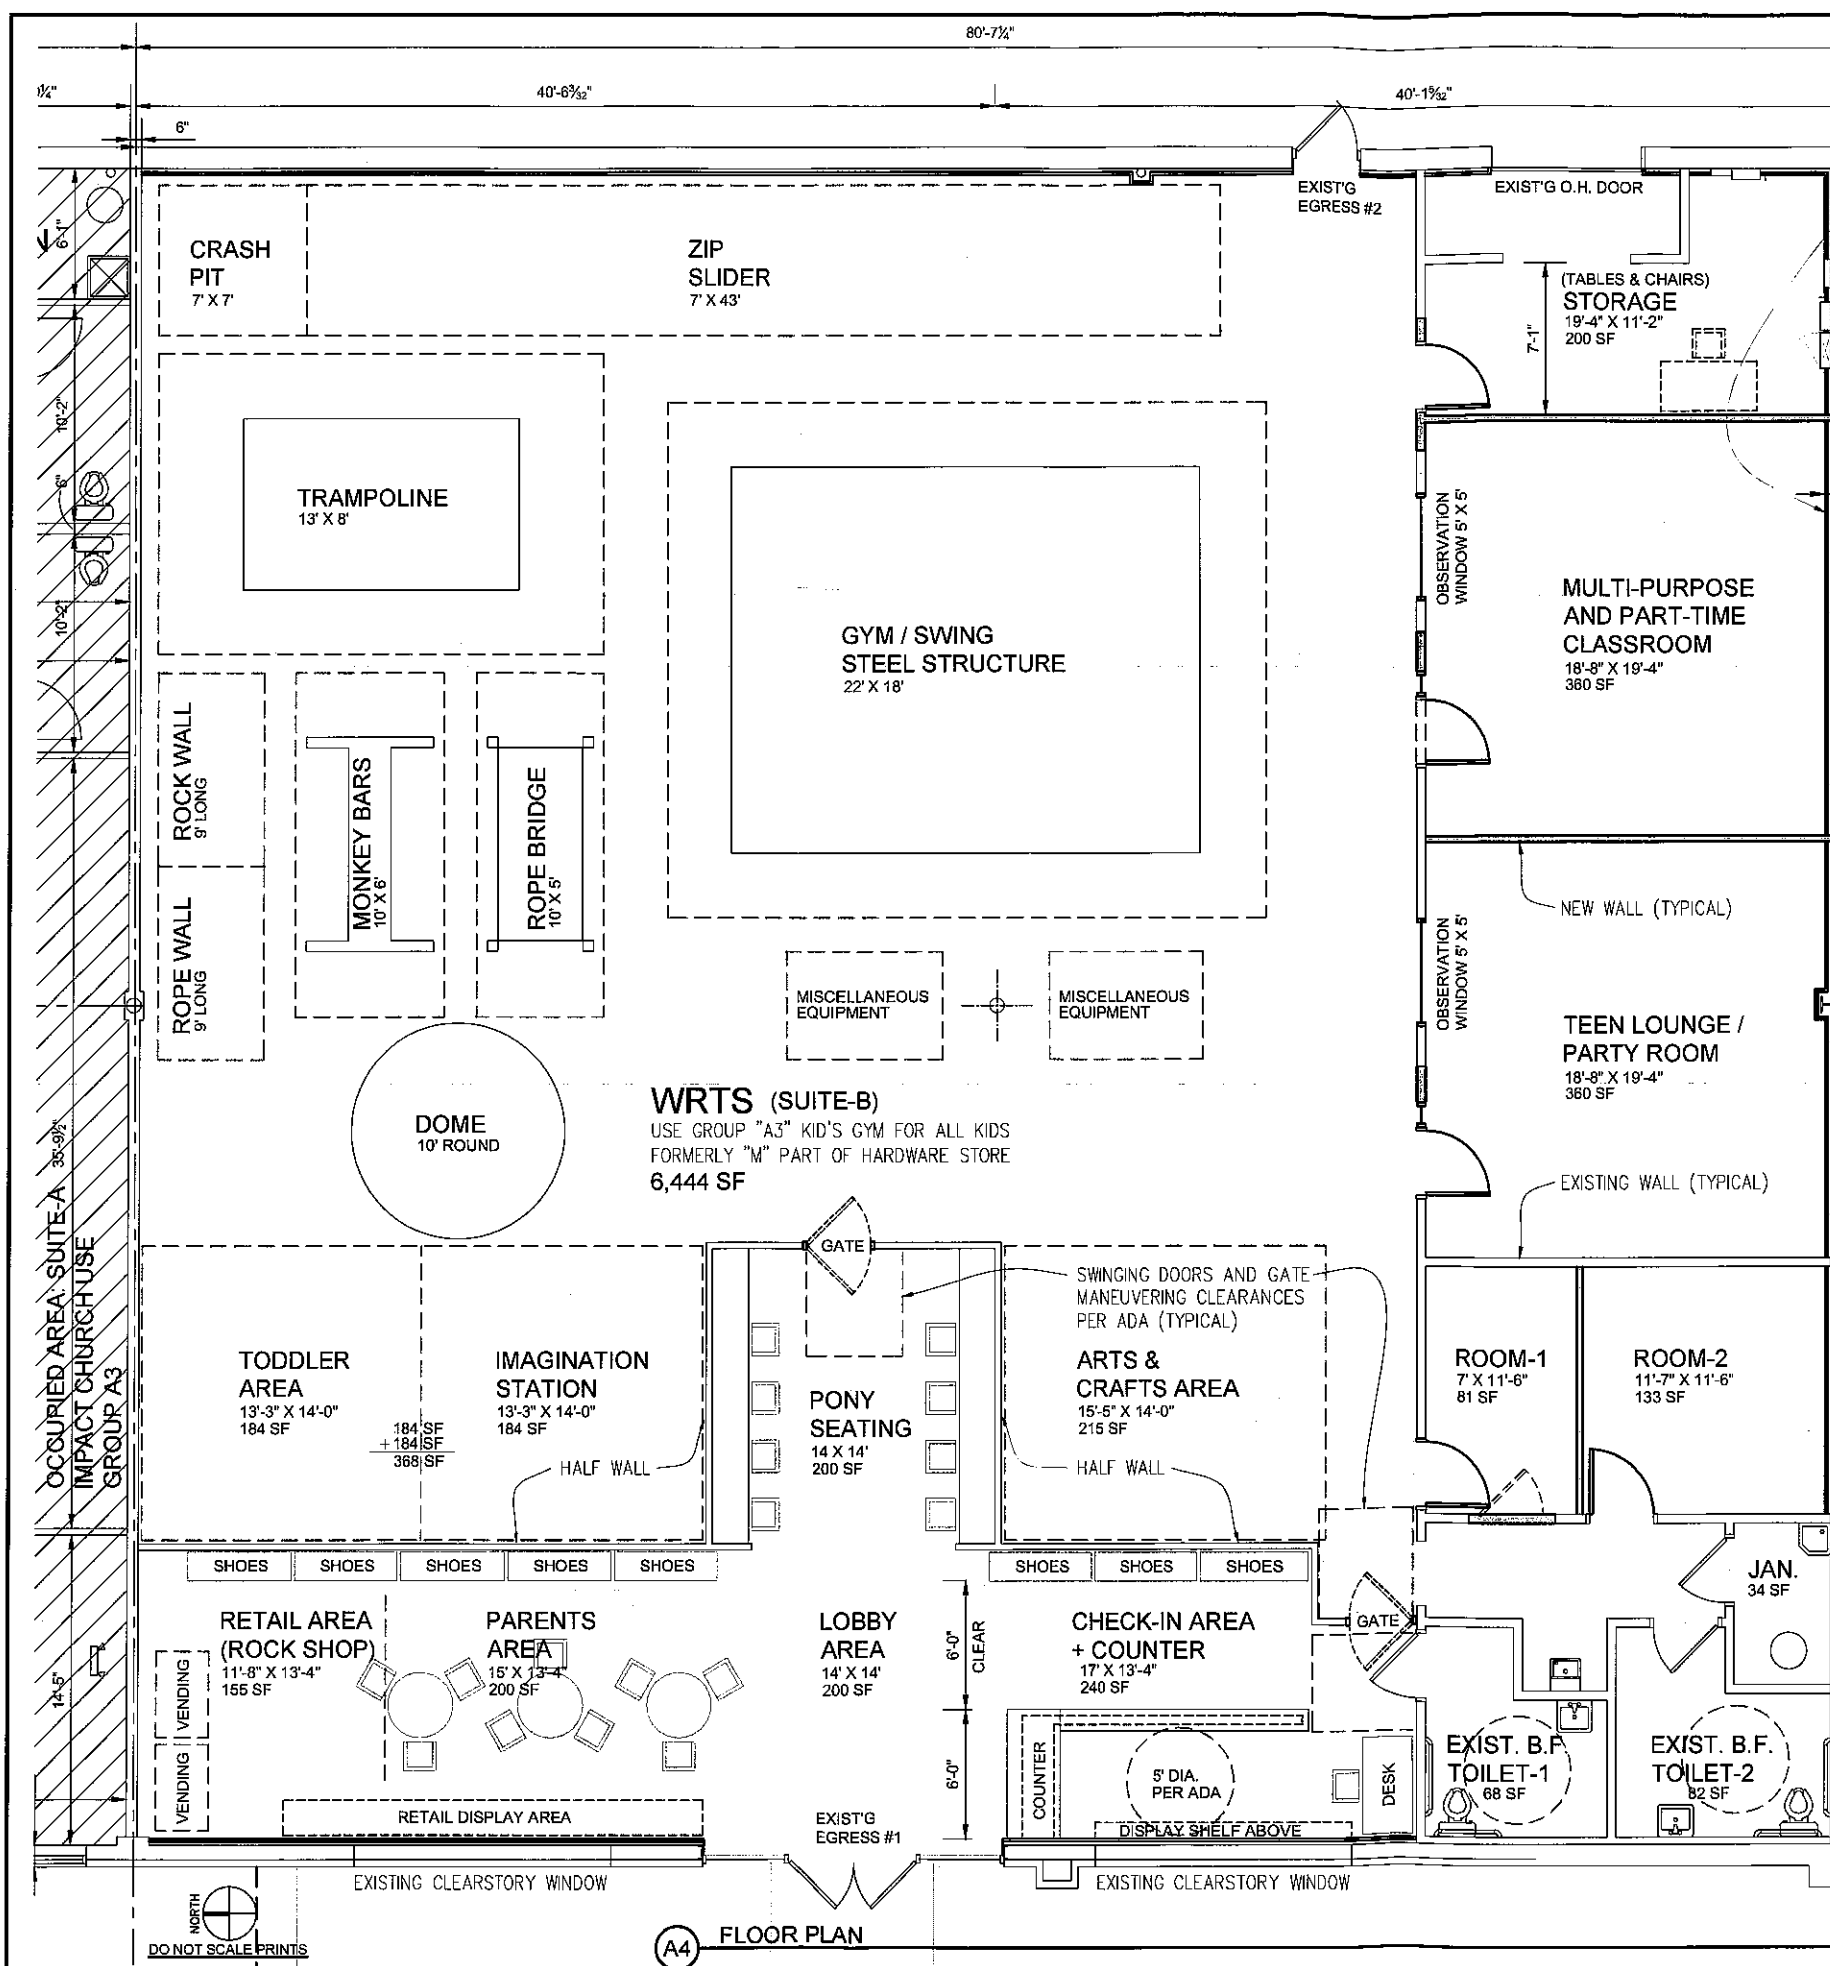 80'-7¼"
40'-6³⁄₃₂"
40'-1⁵⁄₃₂"
6"
EXIST'G
EGRESS #2
EXIST'G O.H. DOOR
CRASH
PIT
7' X 7'
ZIP
SLIDER
7' X 43'
(TABLES & CHAIRS)
STORAGE
19'-4" X 11'-2"
200 SF
7'-1"
6'-1"
10'-2"
6"
10'-2"
35'-9½"
14'-5"
TRAMPOLINE
13' X 8'
GYM / SWING
STEEL STRUCTURE
22' X 18'
OBSERVATION
WINDOW 5' X 5'
MULTI-PURPOSE
AND PART-TIME
CLASSROOM
18'-8" X 19'-4"
360 SF
ROCK WALL
9' LONG
ROPE WALL
9' LONG
MONKEY BARS
10' X 6'
ROPE BRIDGE
10' X 5'
NEW WALL (TYPICAL)
MISCELLANEOUS
EQUIPMENT
MISCELLANEOUS
EQUIPMENT
OBSERVATION
WINDOW 5' X 5'
TEEN LOUNGE /
PARTY ROOM
18'-8" X 19'-4"
360 SF
DOME
10' ROUND
WRTS (SUITE-B)
USE GROUP "A3" KID'S GYM FOR ALL KIDS
FORMERLY "M" PART OF HARDWARE STORE
6,444 SF
EXISTING WALL (TYPICAL)
OCCUPIED AREA: SUITE-A
IMPACT CHURCH USE
GROUP A3
GATE
SWINGING DOORS AND GATE
MANEUVERING CLEARANCES
PER ADA (TYPICAL)
TODDLER
AREA
13'-3" X 14'-0"
184 SF
184 SF
+ 184 SF
368 SF
IMAGINATION
STATION
13'-3" X 14'-0"
184 SF
HALF WALL
PONY
SEATING
14 X 14'
200 SF
ARTS &
CRAFTS AREA
15'-5" X 14'-0"
215 SF
HALF WALL
ROOM-1
7' X 11'-6"
81 SF
ROOM-2
11'-7" X 11'-6"
133 SF
SHOES SHOES SHOES SHOES SHOES
SHOES SHOES SHOES
JAN.
34 SF
RETAIL AREA
(ROCK SHOP)
11'-8" X 13'-4"
155 SF
PARENTS
AREA
15' X 13'-4
200 SF
LOBBY
AREA
14' X 14'
200 SF
6'-0"
CLEAR
CHECK-IN AREA
+ COUNTER
17' X 13'-4"
240 SF
GATE
VENDING
VENDING
RETAIL DISPLAY AREA
EXIST'G
EGRESS #1
6'-0"
COUNTER
5' DIA.
PER ADA
DESK
DISPLAY SHELF ABOVE
EXIST. B.F.
TOILET-1
68 SF
EXIST. B.F.
TOILET-2
82 SF
EXISTING CLEARSTORY WINDOW
EXISTING CLEARSTORY WINDOW
NORTH
DO NOT SCALE PRINTS
A4
FLOOR PLAN